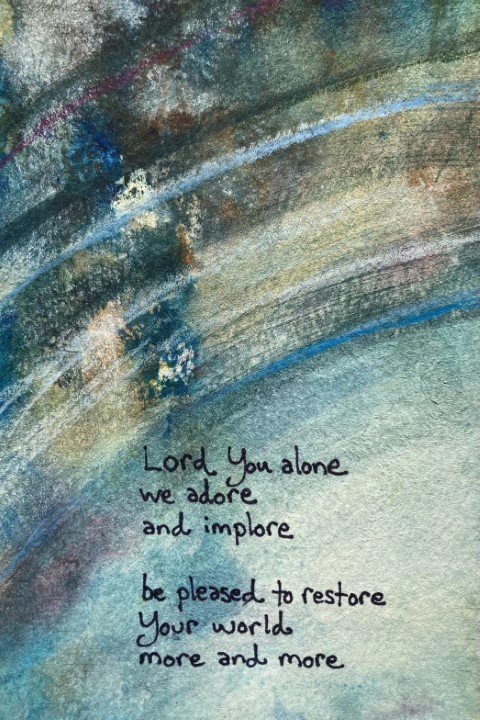 Lord You alone
we adore
and implore
be pleased to restore
Your world
more and more